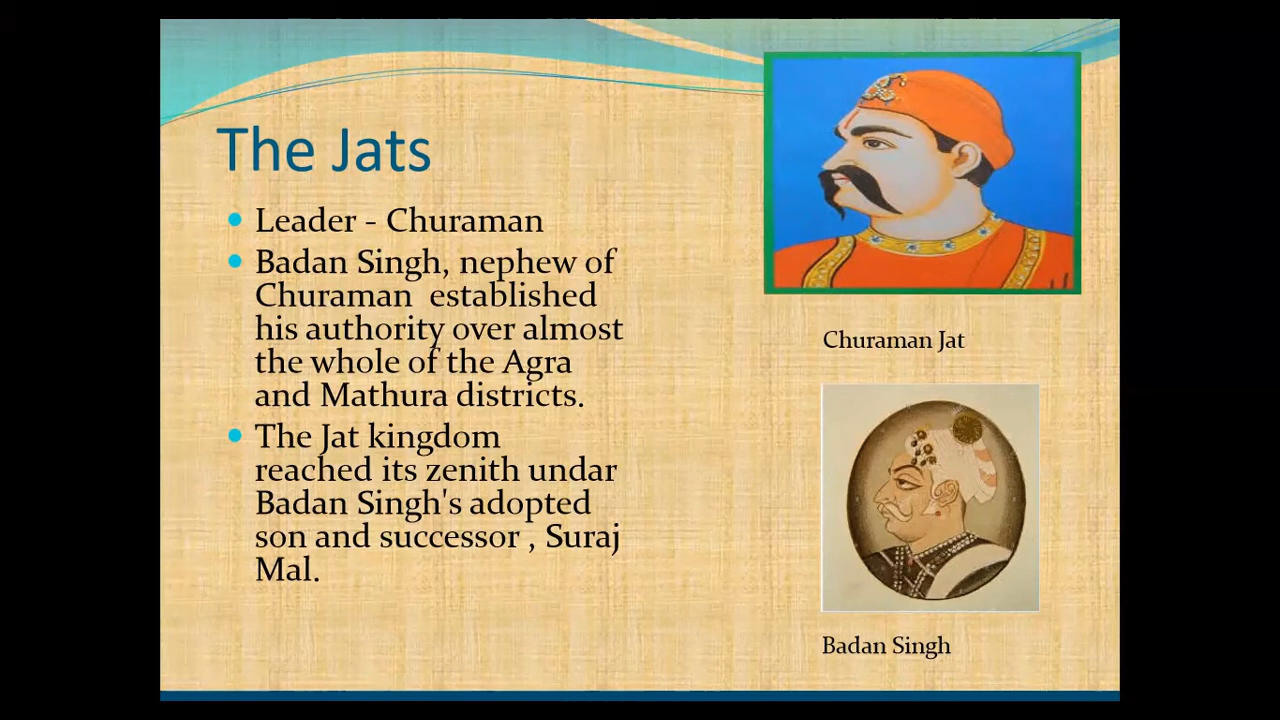 The Jats
Leader - Churaman
Badan Singh, nephew of
Churaman established
his authority over almost
the whole of the Agra
and Mathura districts.
The Jat kingdom
reached its zenith undar
Badan Singh's adopted
son and successor , Suraj
Mal.
Churaman Jat
Badan Singh